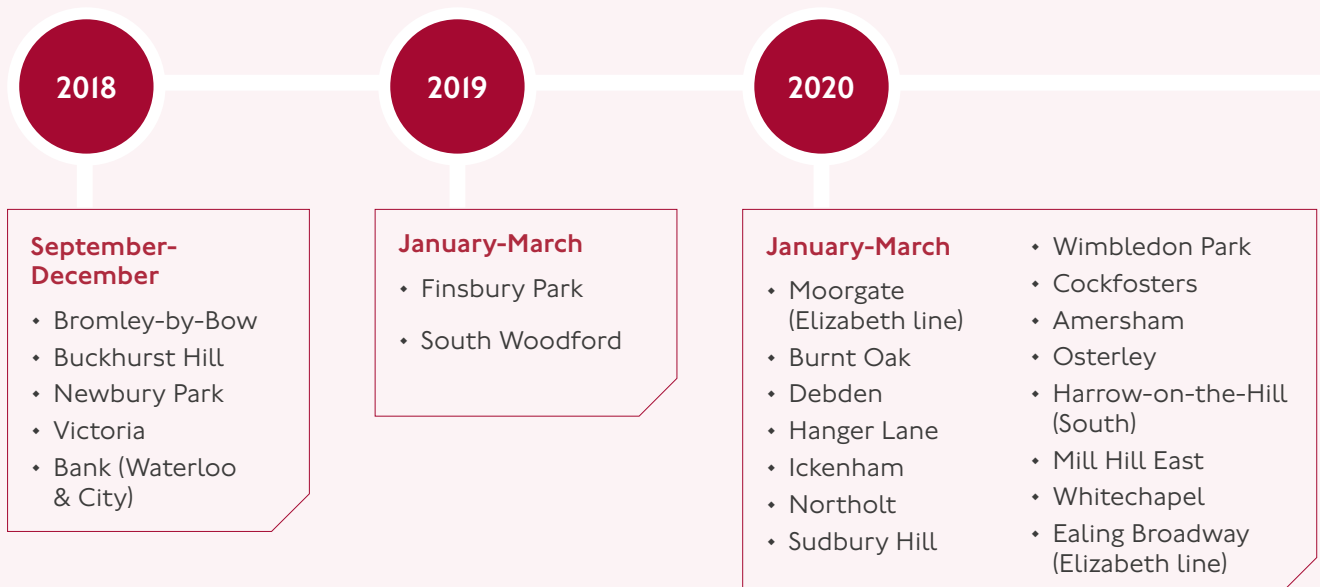 2018
2019
2020
September-
December
• Bromley-by-Bow
• Buckhurst Hill
• Newbury Park
• Victoria
• Bank (Waterloo
& City)
January-March
• Finsbury Park
• South Woodford
January-March
• Moorgate
(Elizabeth line)
• Burnt Oak
• Debden
• Hanger Lane
• Ickenham
• Northolt
• Sudbury Hill
• Wimbledon Park
• Cockfosters
• Amersham
• Osterley
• Harrow-on-the-Hill
(South)
• Mill Hill East
• Whitechapel
• Ealing Broadway
(Elizabeth line)